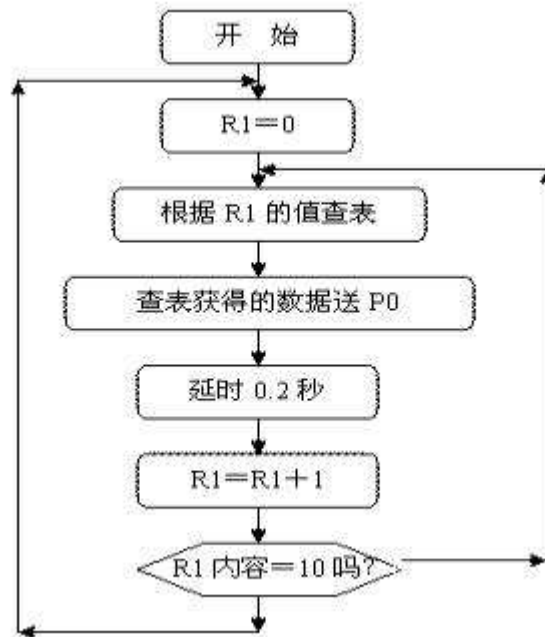 开 始
R1＝0
根据 R1 的值查表
查表获得的数据送 P0
延时 0.2 秒
R1＝R1＋1
R1 内容＝10 吗?